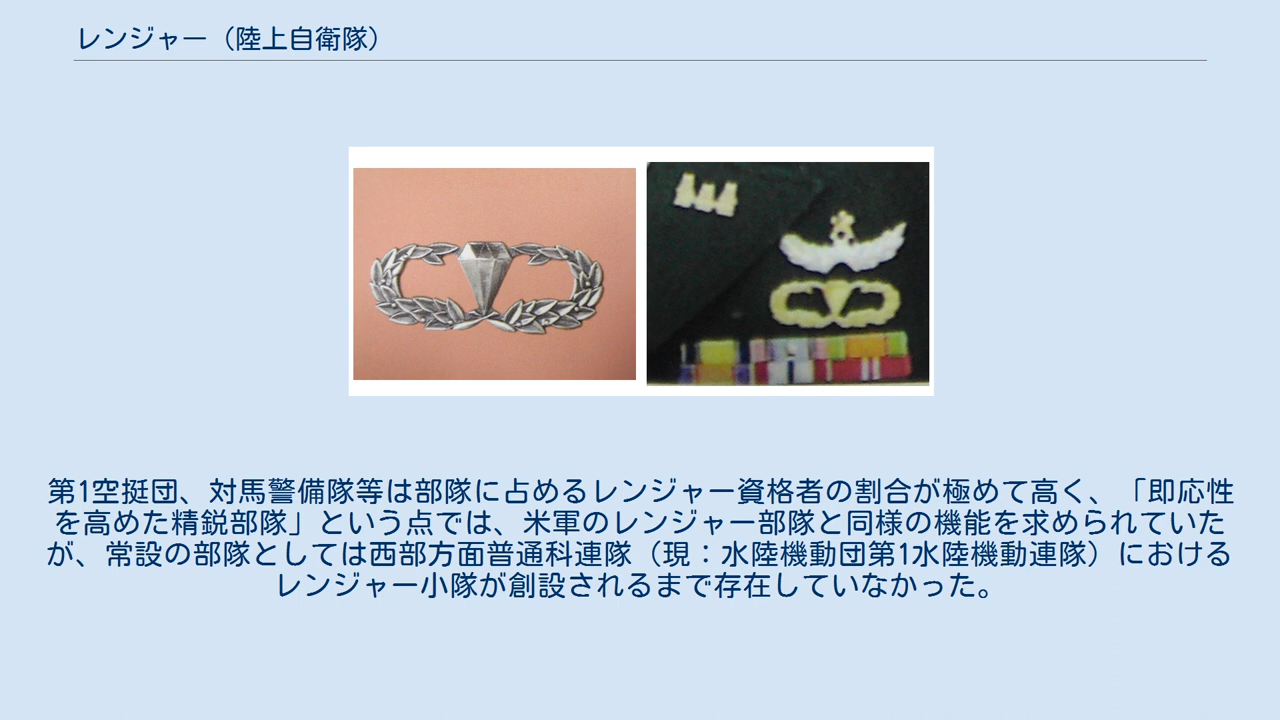 レンジャー（陸上自衛隊）
第1空挺団、対馬警備隊等は部隊に占めるレンジャー資格者の割合が極めて高く、「即応性
を高めた精鋭部隊」という点では、米軍のレンジャー部隊と同様の機能を求められていた
が、常設の部隊としては西部方面普通科連隊（現：水陸機動団第1水陸機動連隊）における
レンジャー小隊が創設されるまで存在していなかった。